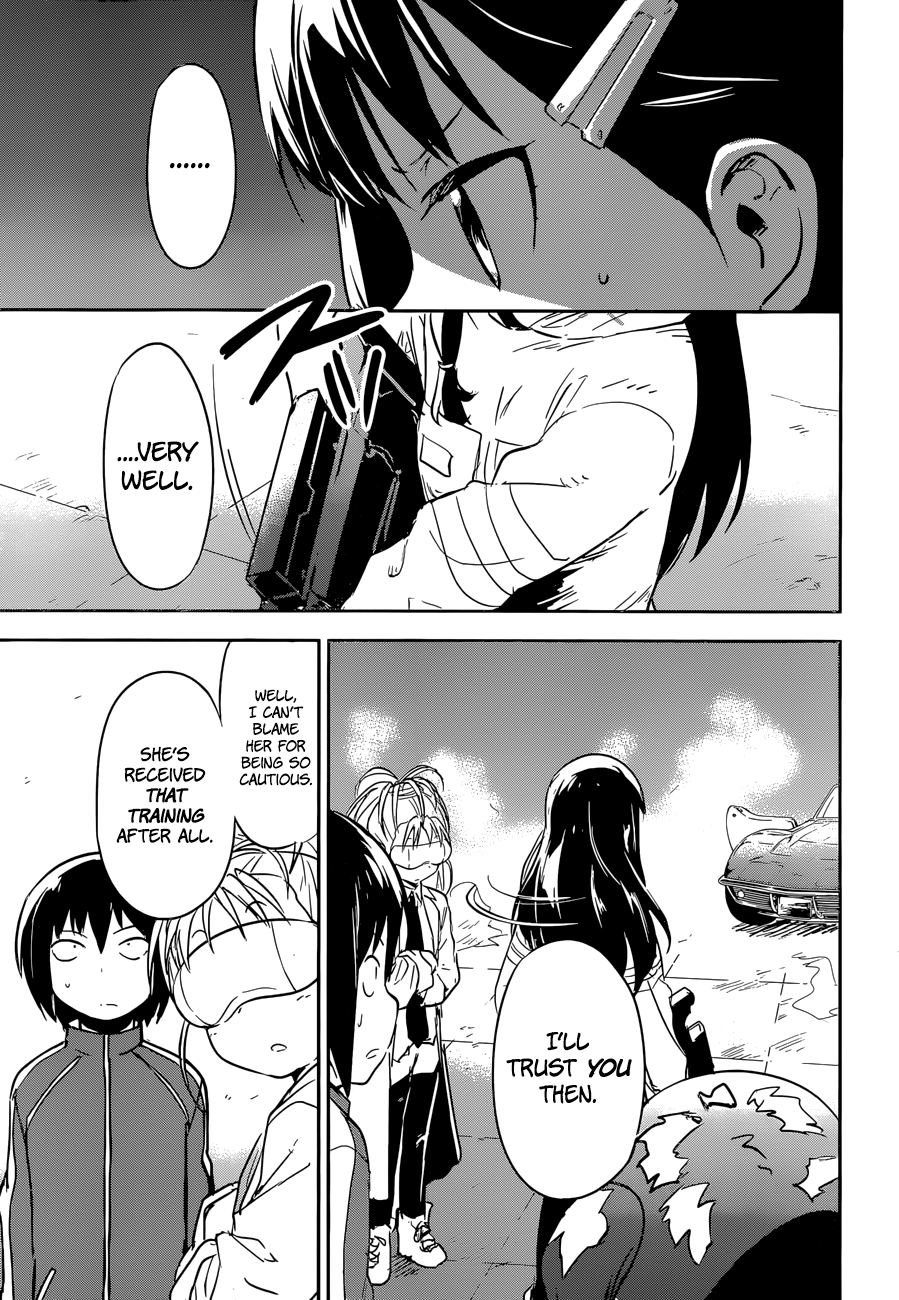 ......
....VERY
WELL.
I'LL
TRUST YOU
THEN.
WELL,
I CAN'T
BLAME
HER FOR
BEING SO
CAUTIOUS.
SHE'S
RECEIVED
THAT
TRAINING
AFTER ALL.